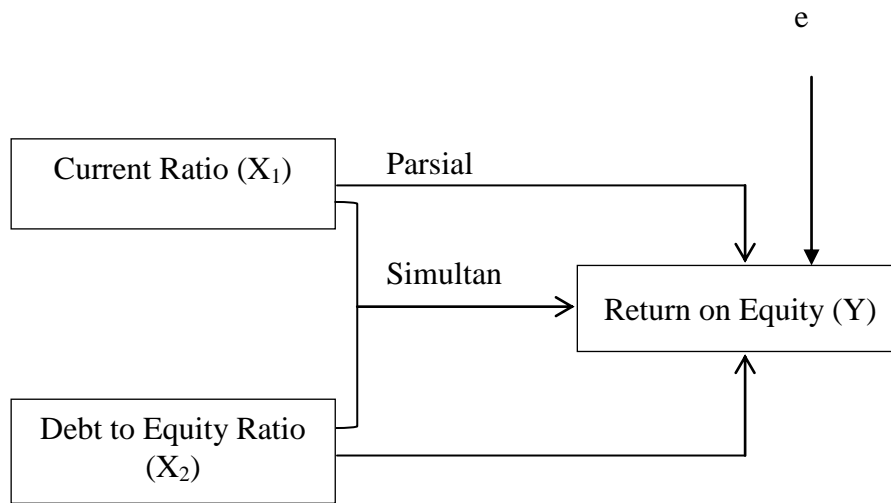 e
Current Ratio (X₁)
Parsial
Simultan
Return on Equity (Y)
Debt to Equity Ratio
(X₂)